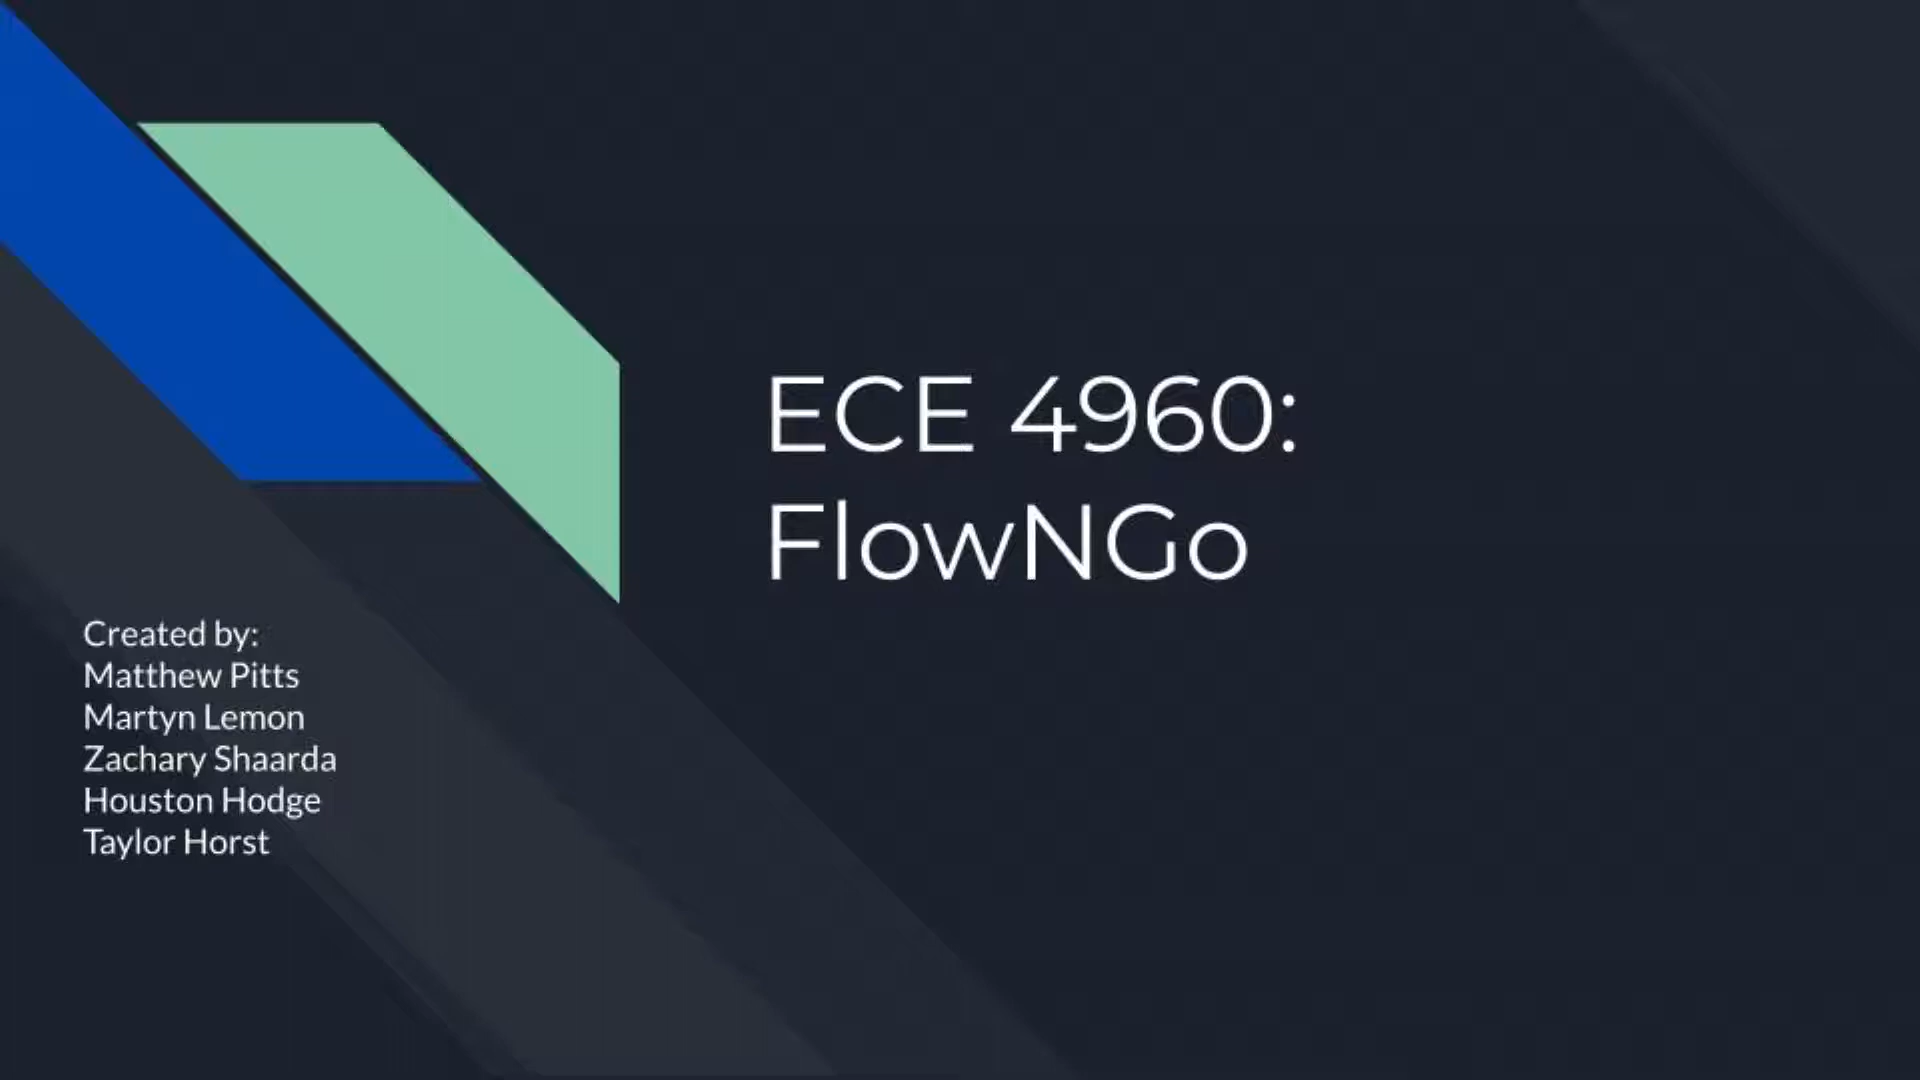 ECE 4960:
FlowNGo
Created by:
Matthew Pitts
Martyn Lemon
Zachary Shaarda
Houston Hodge
Taylor Horst